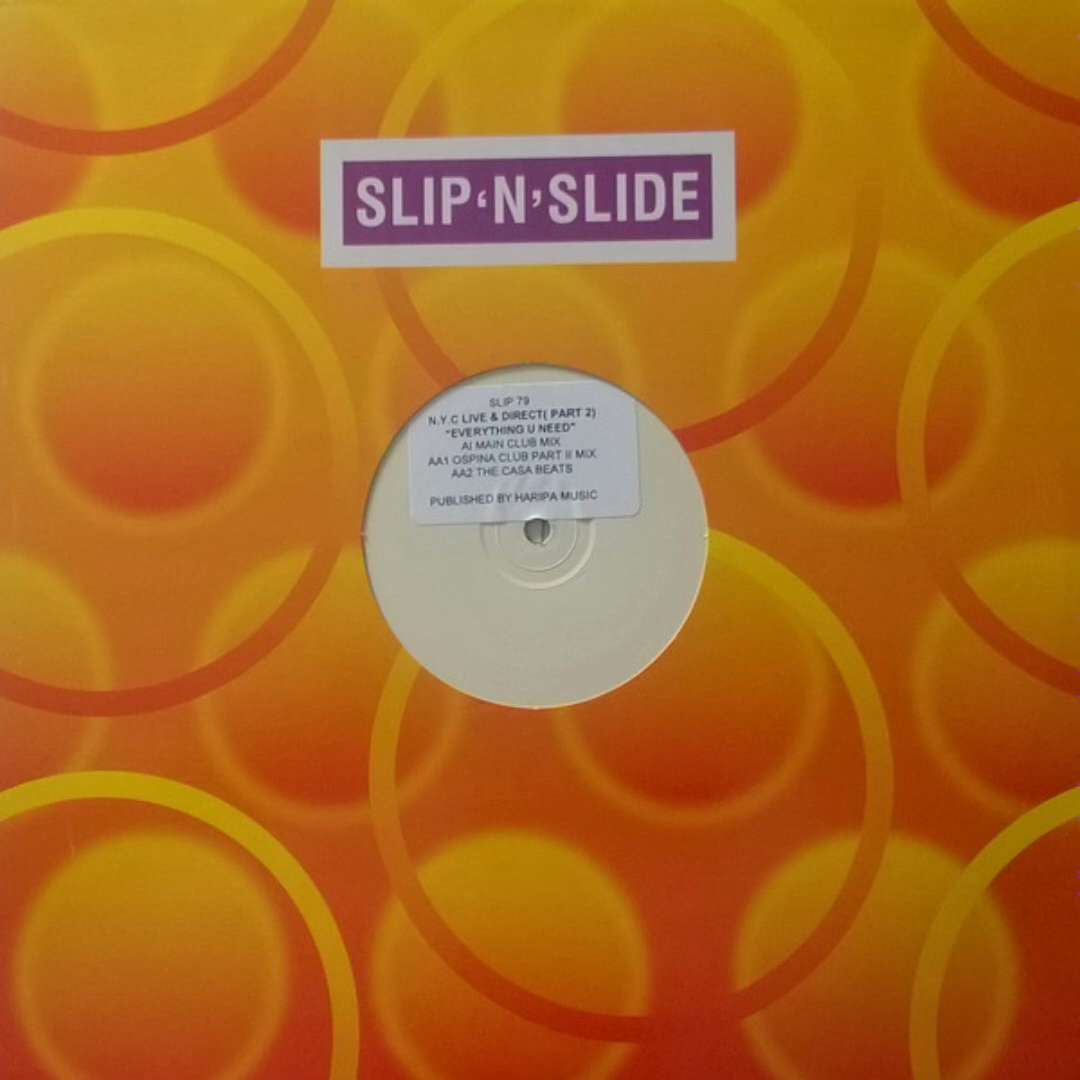 SLIP‘N’SLIDE
SLIP 79
N.Y.C LIVE & DIRECT( PART 2)
"EVERYTHING U NEED"
A/ MAIN CLUB MIX
AA1 OSPINA CLUB PART II MIX
AA2 THE CASA BEATS
PUBLISHED BY HARIPA MUSIC